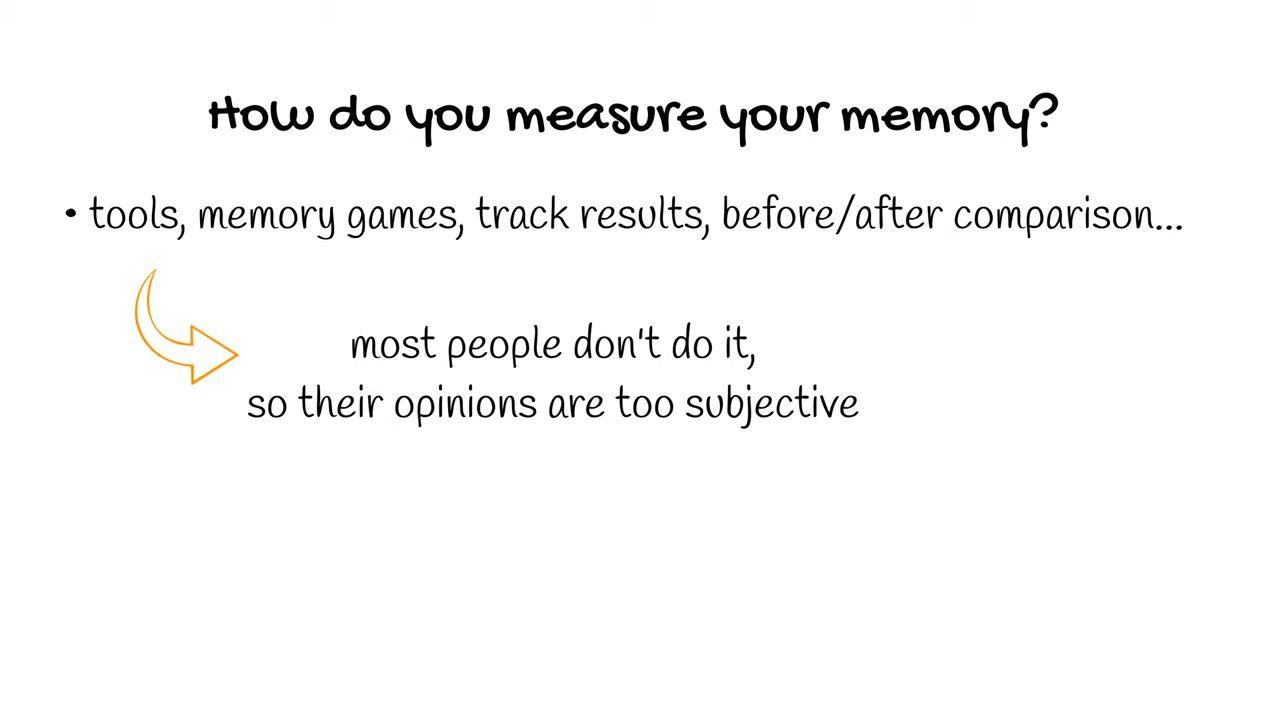 How do you measure your memory?
• tools, memory games, track results, before/after comparison...
most people don't do it,
so their opinions are too subjective